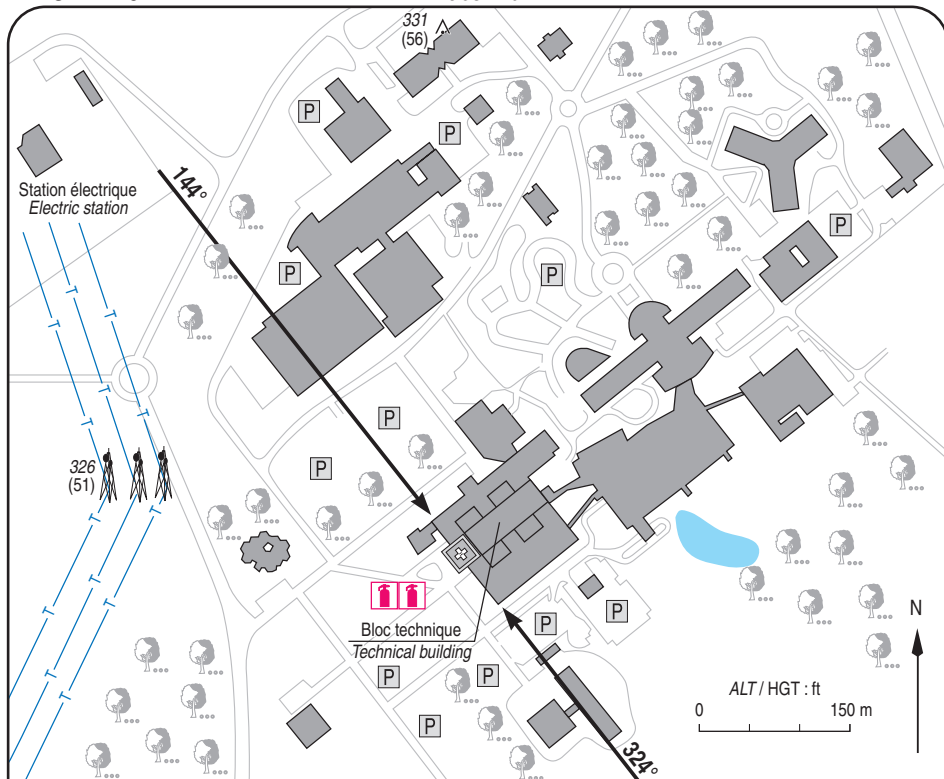 331
(56)
P
P
Station électrique
Electric station
144°
P
P
P
P
326
(51)
P
Bloc technique
Technical building
P
P
P
P
P
N
ALT / HGT : ft
0 150 m
324°